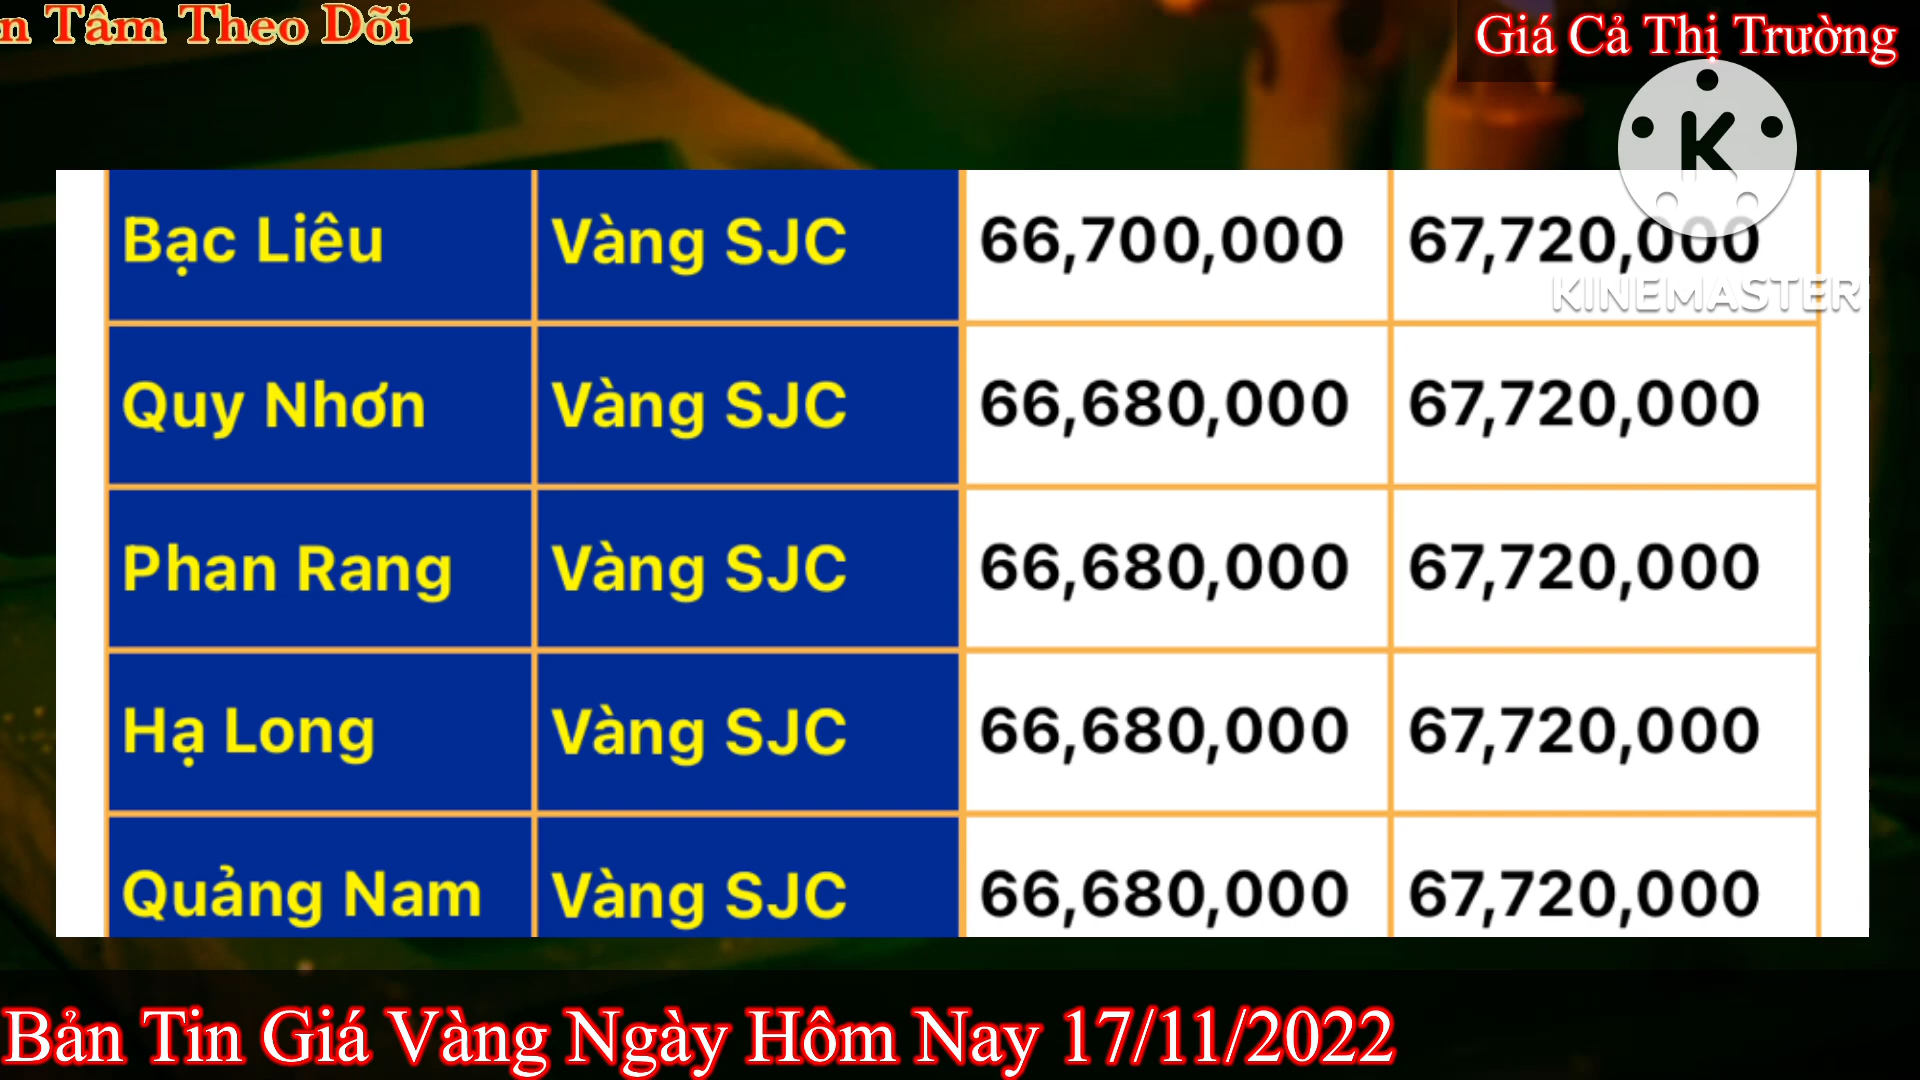 n Tâm Theo Dõi
Giá Cả Thị Trường
K
Bạc Liêu Vàng SJC 66,700,000 67,720,000
KINEMASTER
Quy Nhơn Vàng SJC 66,680,000 67,720,000
Phan Rang Vàng SJC 66,680,000 67,720,000
Hạ Long Vàng SJC 66,680,000 67,720,000
Quảng Nam Vàng SJC 66,680,000 67,720,000
Bản Tin Giá Vàng Ngày Hôm Nay 17/11/2022